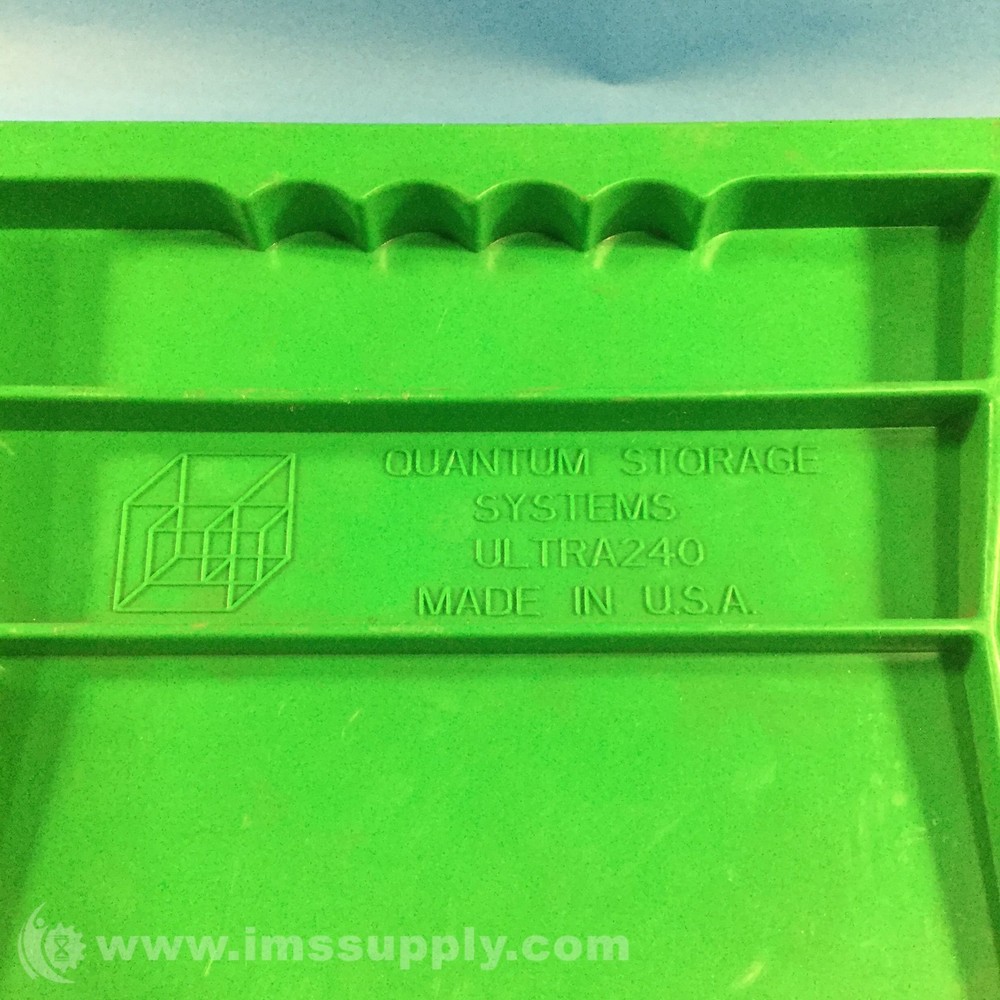 QUANTUM STORAGE
SYSTEMS
ULTRA240
MADE IN U.S.A.
www.imssupply.com